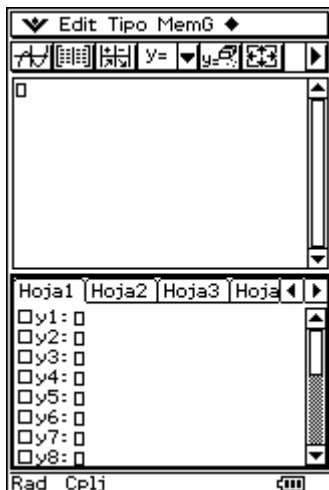 Edit Tipo MemG
y= y=
Hoja1 Hoja2 Hoja3 Hoja
y1:
y2:
y3:
y4:
y5:
y6:
y7:
y8:
Rad Cplj